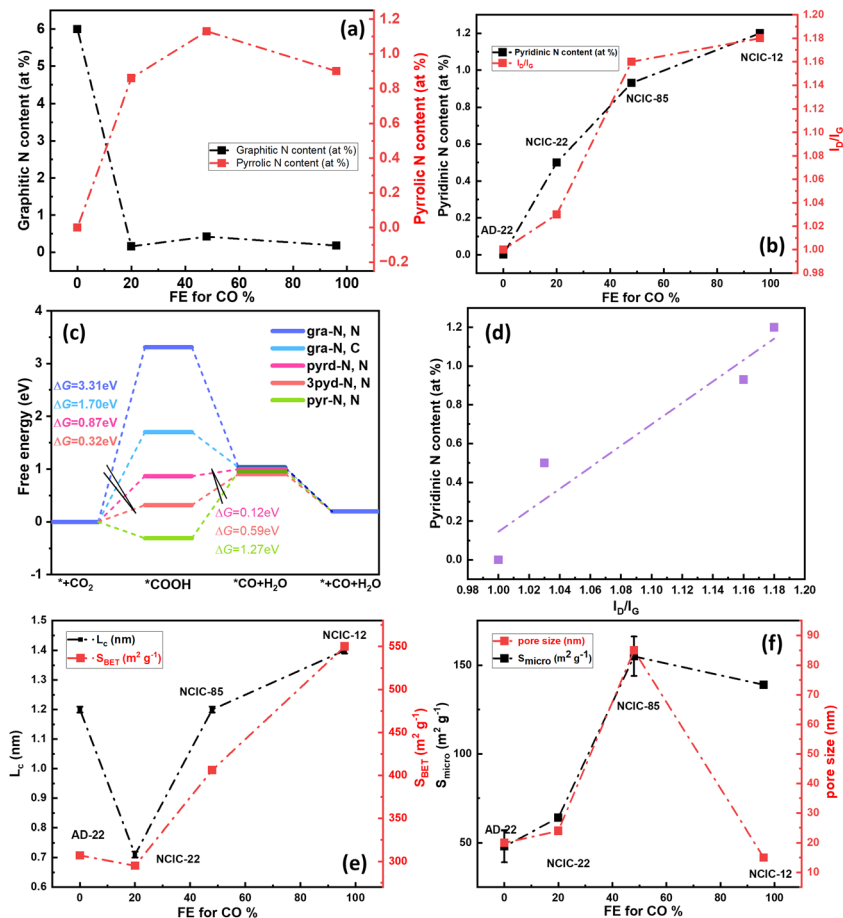 (a)
Graphitic N content (at %)
6
5
4
3
2
1
0
Graphitic N content (at %)
Pyrrolic N content (at %)
1.2
1.0
0.8
0.6
0.4
0.2
0.0
−0.2
Pyrrolic N content (at %)
0 20 40 60 80 100
FE for CO %
(b)
Pyridinic N content (at %)
1.2
1.0
0.8
0.6
0.4
0.2
0.0
Pyridinic N content (at %)
I_D/I_G
AD-22
NCIC-22
NCIC-85
NCIC-12
1.20
1.18
1.16
1.14
1.12
1.10
1.08
1.06
1.04
1.02
1.00
0.98
I_D/I_G
0 20 40 60 80 100
FE for CO %
(c)
Free energy (eV)
4
3
2
1
0
-1
gra-N, N
gra-N, C
pyrd-N, N
3pyd-N, N
pyr-N, N
ΔG=3.31eV
ΔG=1.70eV
ΔG=0.87eV
ΔG=0.32eV
ΔG=0.12eV
ΔG=0.59eV
ΔG=1.27eV
*+CO₂ *COOH *CO+H₂O *+CO+H₂O
(d)
Pyridinic N content (at %)
1.2
1.0
0.8
0.6
0.4
0.2
0.0
1.00 1.02 1.04 1.06 1.08 1.10 1.12 1.14 1.16 1.18 1.20
I_D/I_G
(e)
L_c (nm)
1.5
1.4
1.3
1.2
1.1
1.0
0.9
0.8
0.7
0.6
L_c (nm)
S_BET (m² g⁻¹)
AD-22
NCIC-22
NCIC-85
NCIC-12
550
500
450
400
350
300
S_BET (m² g⁻¹)
0 20 40 60 80 100
FE for CO %
(f)
S_micro (m² g⁻¹)
150
100
50
pore size (nm)
S_micro (m² g⁻¹)
AD-22
NCIC-22
NCIC-85
NCIC-12
90
80
70
60
50
40
30
20
10
pore size (nm)
0 20 40 60 80 100
FE for CO %